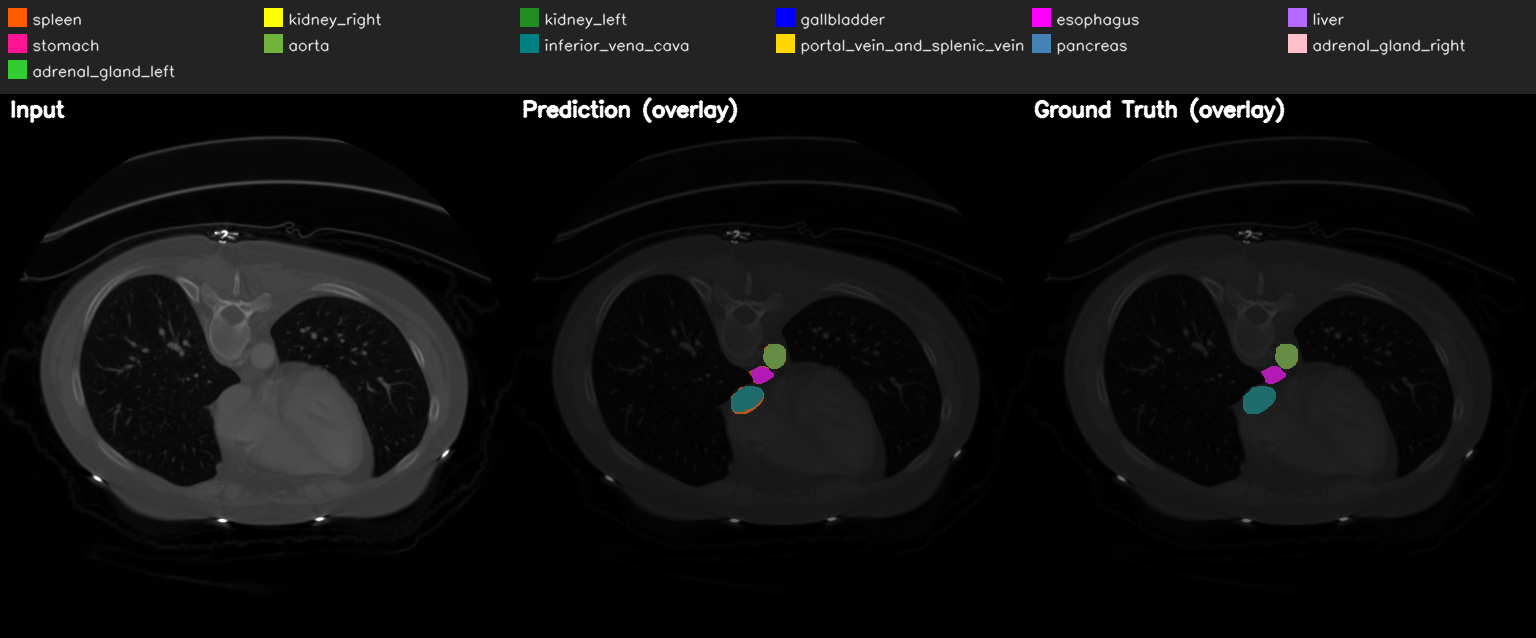 spleen kidney_right kidney_left gallbladder esophagus liver
stomach aorta inferior_vena_cava portal_vein_and_splenic_vein pancreas adrenal_gland_right
adrenal_gland_left
Input Prediction (overlay) Ground Truth (overlay)